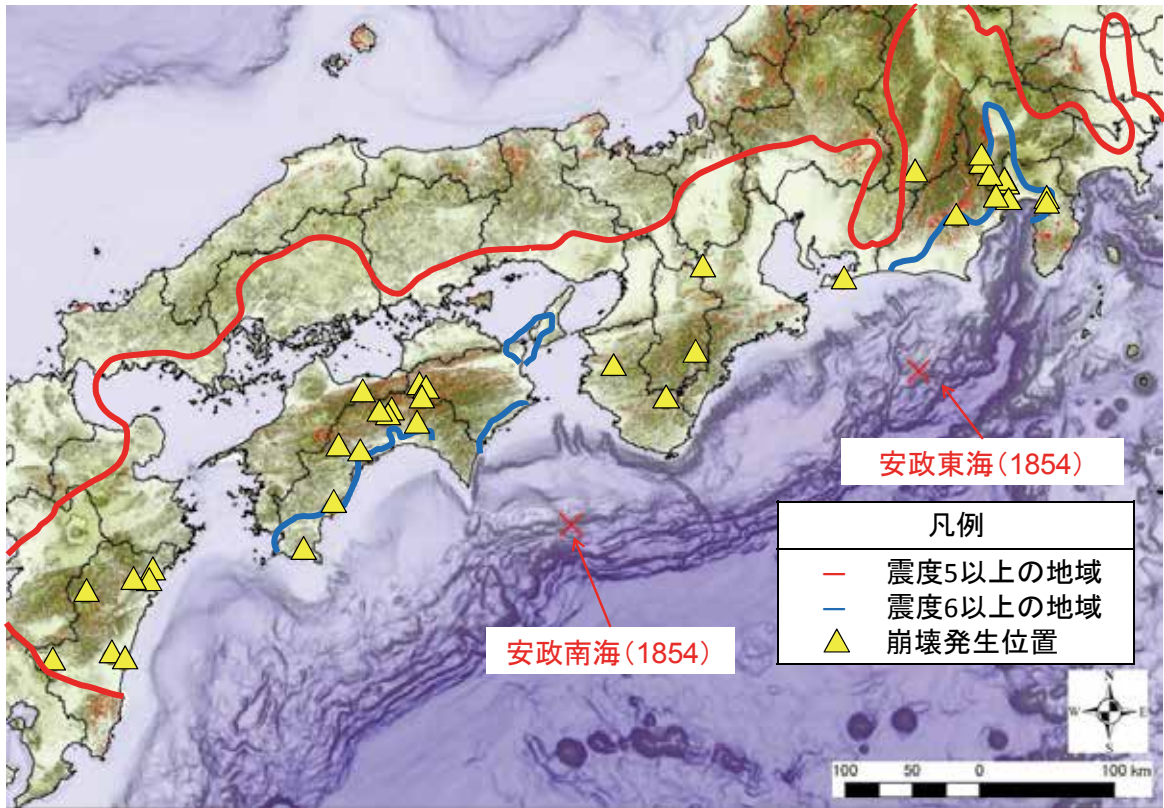 安政東海(1854)
凡例
震度5以上の地域
震度6以上の地域
崩壊発生位置
安政南海(1854)
N
W
E
S
100 50 0 100 km